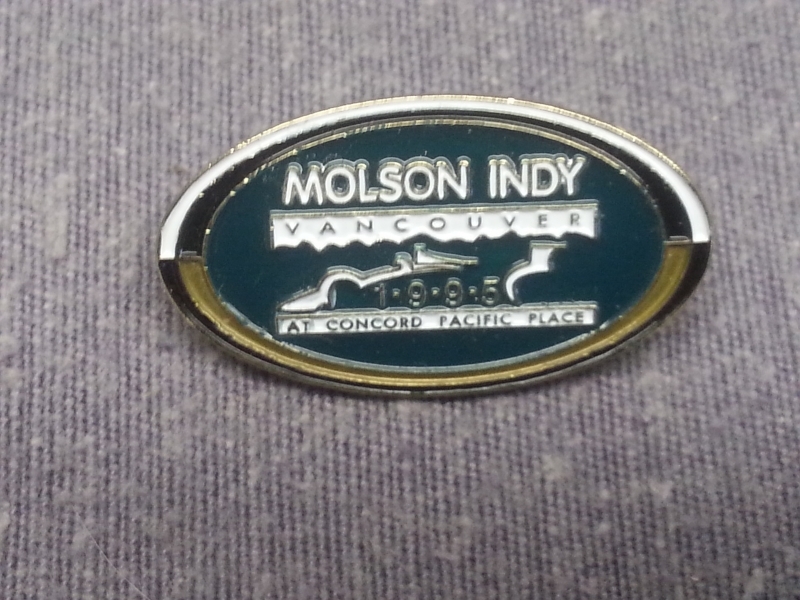 MOLSON INDY
VANCOUVER
1·9·9·5
AT CONCORD PACIFIC PLACE